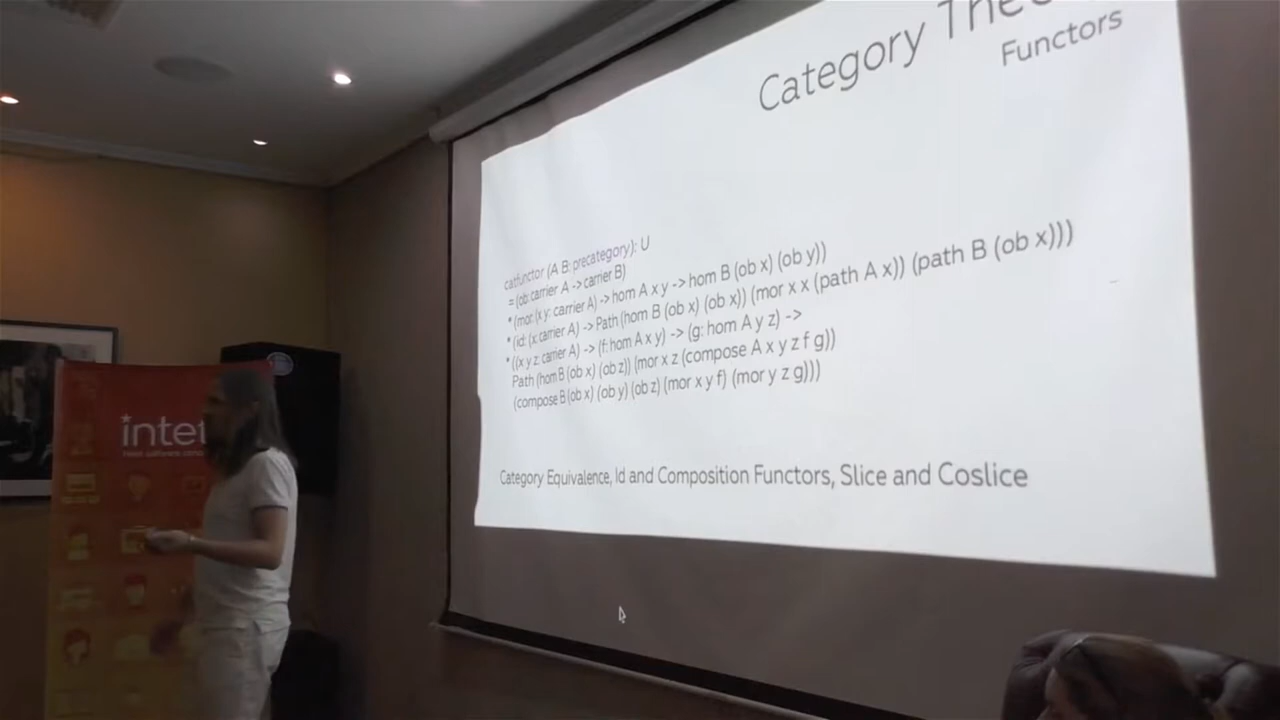 Category
Functors
catfunctor (A B: precategory): U
= (ob: carrier A -> carrier B)
* (mor: (x y: carrier A) -> hom A x y -> hom B (ob x) (ob y))
* (id: (x: carrier A) -> Path (hom B (ob x) (ob x)) (mor x x (path A x)) (path B (ob x)))
* ((x y z: carrier A) -> (f: hom A x y) -> (g: hom A y z) ->
Path (hom B (ob x) (ob z)) (mor x z (compose A x y z f g))
(compose B (ob x) (ob y) (ob z) (mor x y f) (mor y z g)))
Category Equivalence, Id and Composition Functors, Slice and Coslice